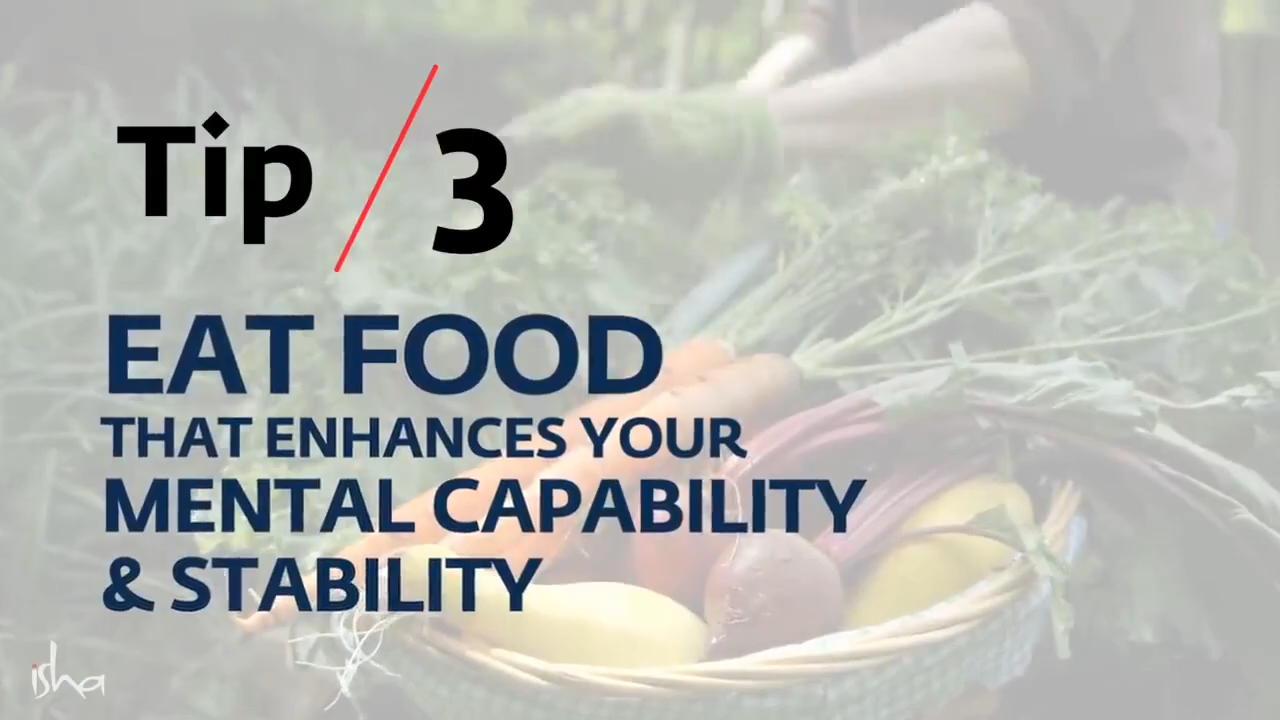 Tip / 3
EAT FOOD
THAT ENHANCES YOUR
MENTAL CAPABILITY
& STABILITY
isha